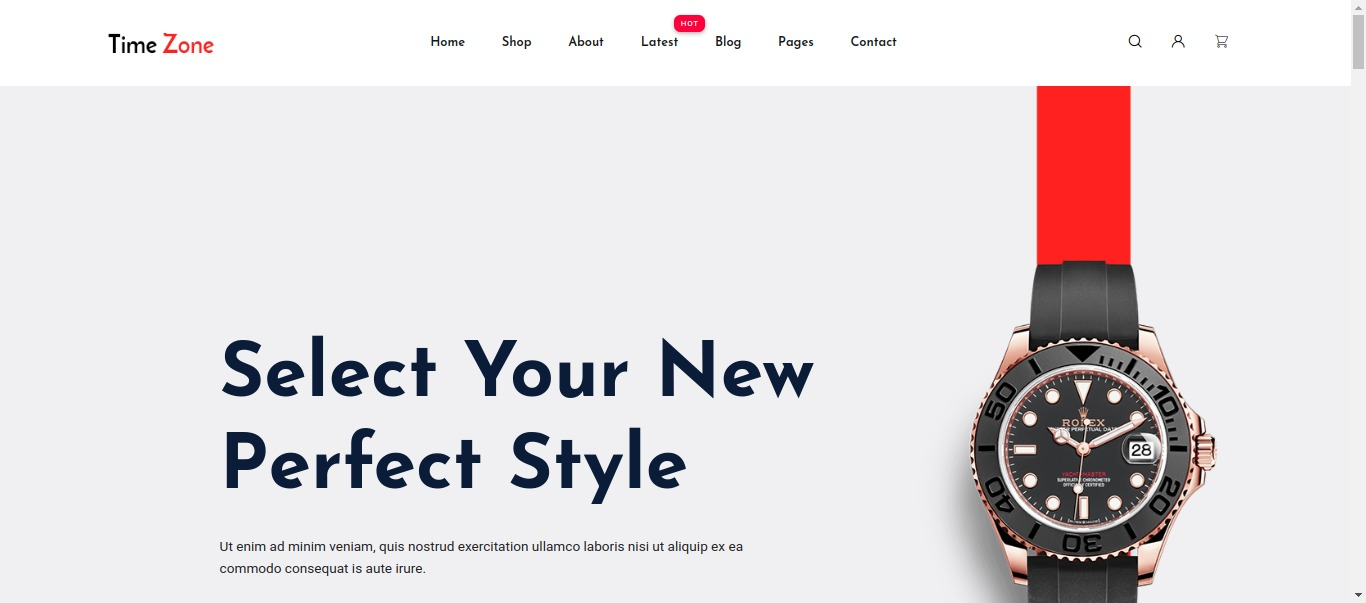 HOT
Time Zone
Home Shop About Latest Blog Pages Contact
Select Your New
Perfect Style
Ut enim ad minim veniam, quis nostrud exercitation ullamco laboris nisi ut aliquip ex ea
commodo consequat is aute irure.
ROLEX
PERPETUAL DATE
28
YACHT-MASTER
SUPERLATIVE CHRONOMETER
OFFICIALLY CERTIFIED
10
20
30
40
50